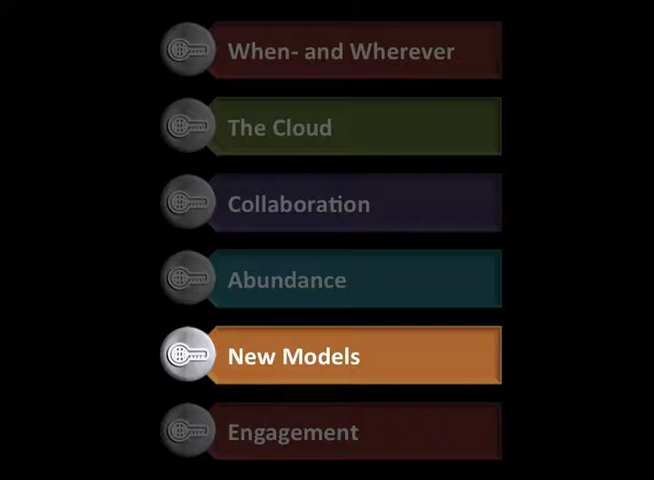 When- and Wherever
The Cloud
Collaboration
Abundance
New Models
Engagement